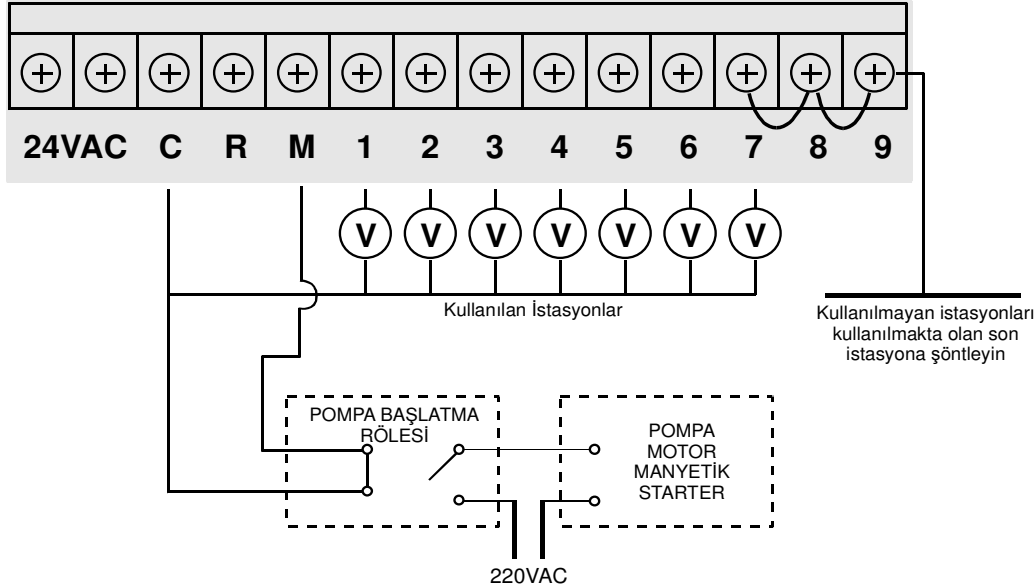 24VAC C R M 1 2 3 4 5 6 7 8 9
V V V V V V V
Kullanılan İstasyonlar
Kullanılmayan istasyonları
kullanılmakta olan son
istasyona şöntleyin
POMPA BAŞLATMA
RÖLESİ
POMPA
MOTOR
MANYETİK
STARTER
220VAC